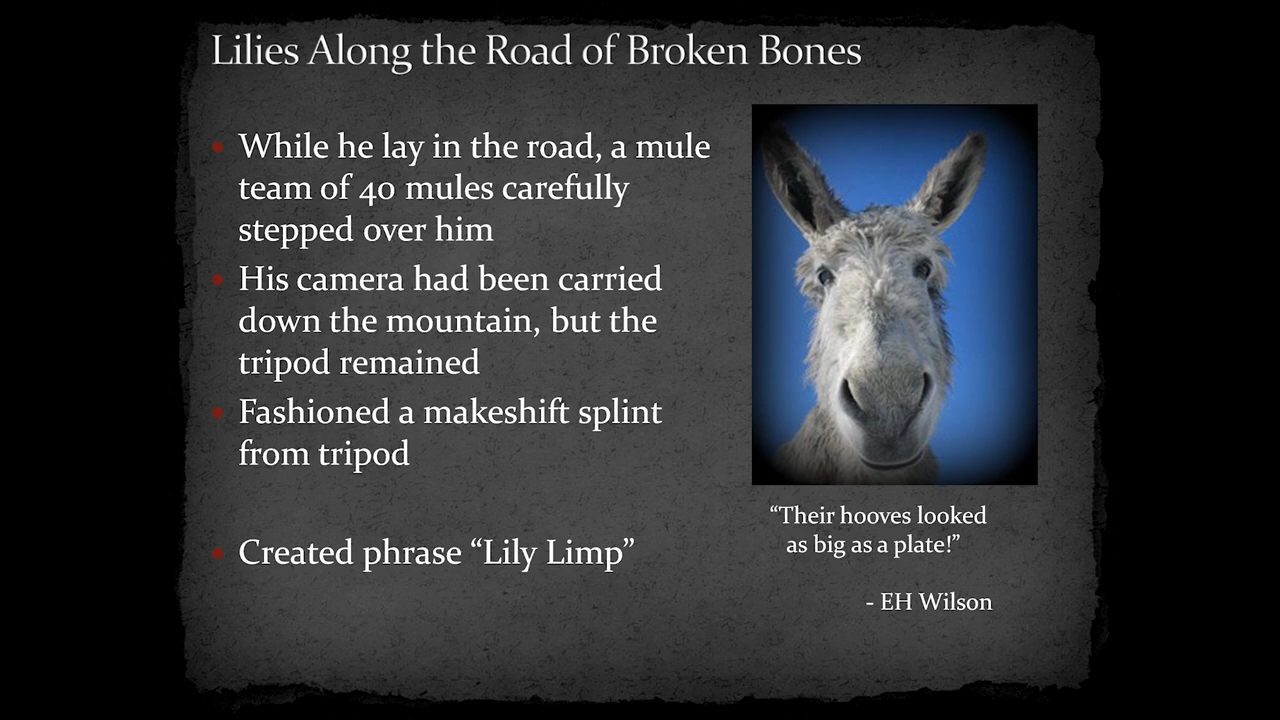 Lilies Along the Road of Broken Bones
While he lay in the road, a mule
team of 40 mules carefully
stepped over him
His camera had been carried
down the mountain, but the
tripod remained
Fashioned a makeshift splint
from tripod
Created phrase “Lily Limp”
“Their hooves looked
as big as a plate!”
- EH Wilson